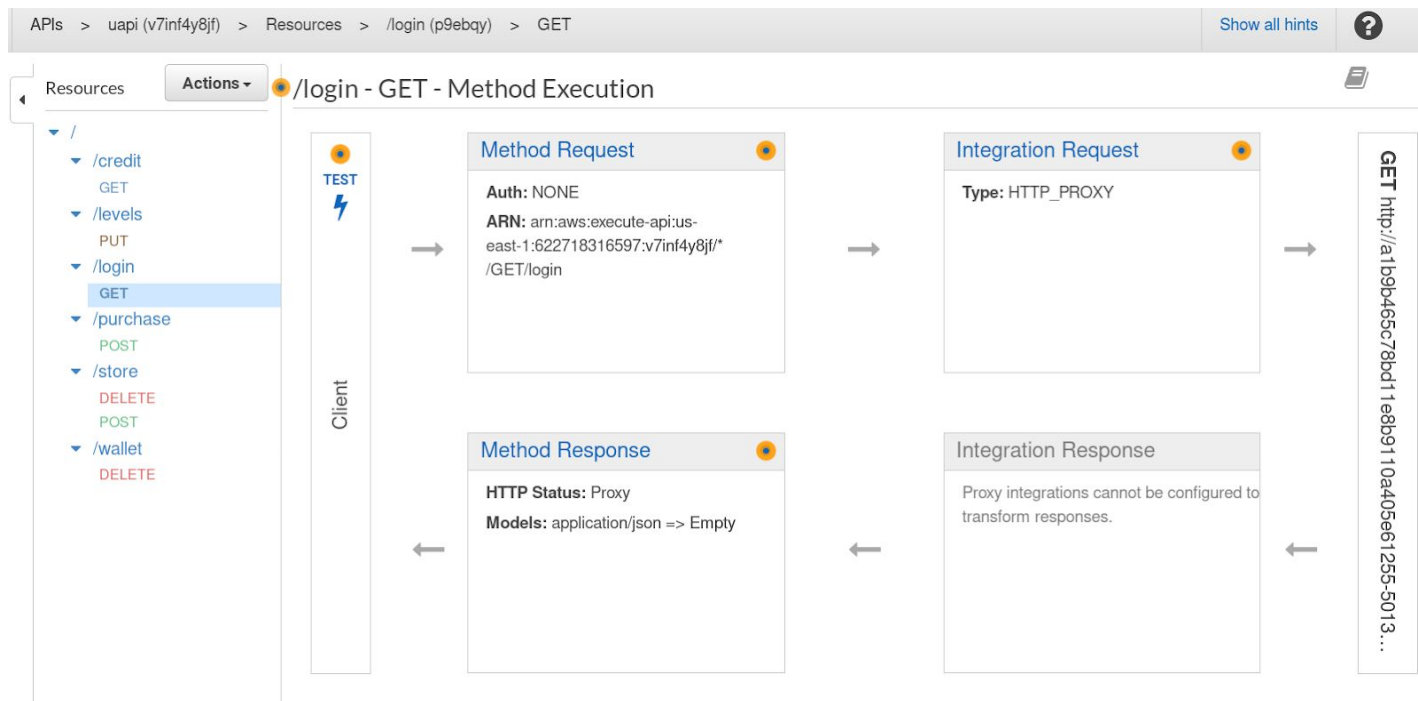 APIs > uapi (v7inf4y8jf) > Resources > /login (p9ebqy) > GET
Show all hints
?
Resources
Actions
/login - GET - Method Execution
/
/credit
GET
/levels
PUT
/login
GET
/purchase
POST
/store
DELETE
POST
/wallet
DELETE
TEST
Client
Method Request
Auth: NONE
ARN: arn:aws:execute-api:us-
east-1:622718316597:v7inf4y8jf/*
/GET/login
Integration Request
Type: HTTP_PROXY
GET http://a1b9b465c78bd11e8b9110a405e61255-5013...
Method Response
HTTP Status: Proxy
Models: application/json => Empty
Integration Response
Proxy integrations cannot be configured to
transform responses.